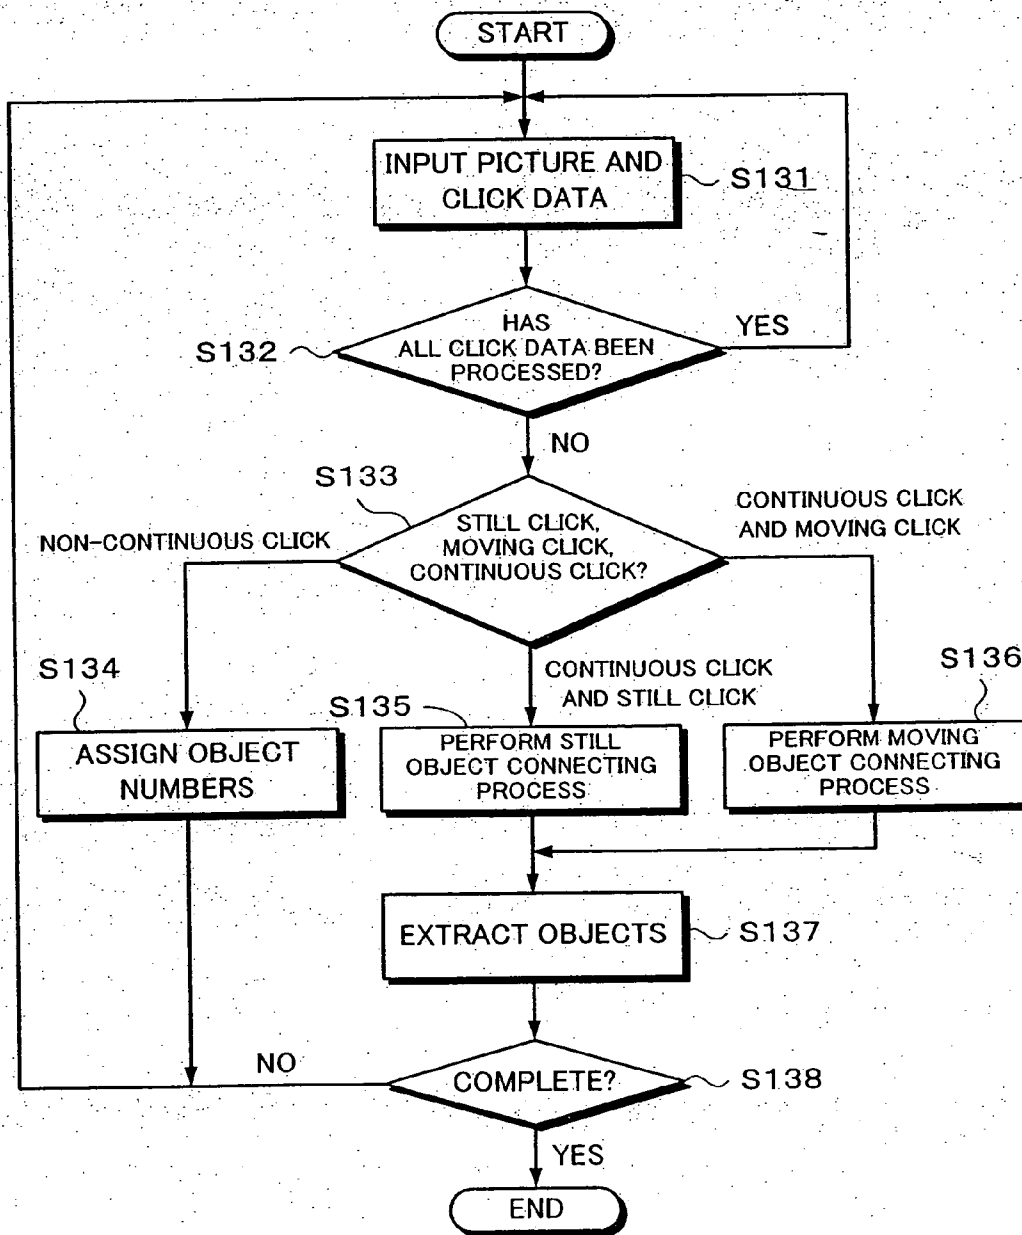 START
INPUT PICTURE AND
CLICK DATA
S131
HAS
ALL CLICK DATA BEEN
PROCESSED?
S132
YES
NO
S133
STILL CLICK,
MOVING CLICK,
CONTINUOUS CLICK?
NON-CONTINUOUS CLICK
CONTINUOUS CLICK
AND MOVING CLICK
CONTINUOUS CLICK
AND STILL CLICK
S134
ASSIGN OBJECT
NUMBERS
S135
PERFORM STILL
OBJECT CONNECTING
PROCESS
S136
PERFORM MOVING
OBJECT CONNECTING
PROCESS
EXTRACT OBJECTS
S137
NO
COMPLETE?
S138
YES
END